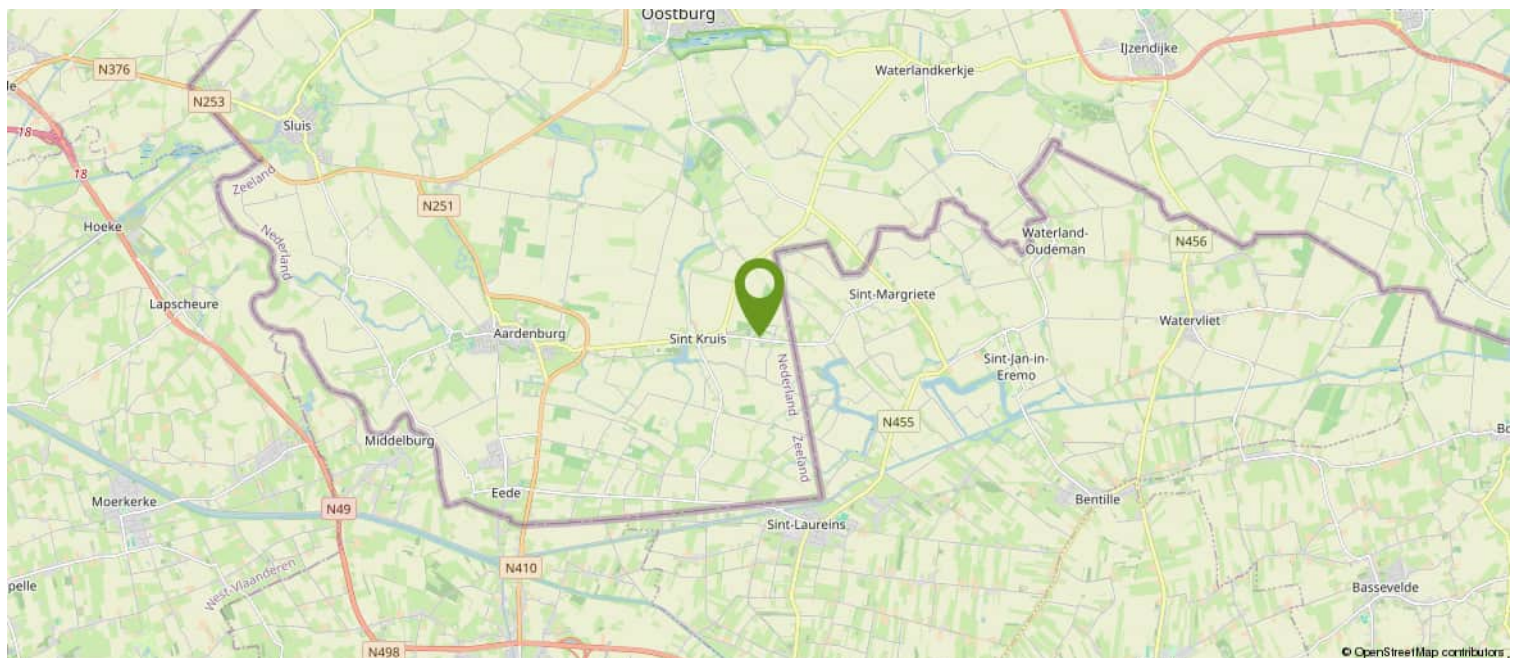 Oostburg
IJzendijke
N376
Waterlandkerkje
N253
Sluis
18
18
Zeeland
N251
Hoeke
Nederland
Waterland-
Oudeman
N456
Lapscheure
Sint-Margriete
Watervliet
Aardenburg
Sint Kruis
Sint-Jan-in-
Eremo
Nederland
Zeeland
N455
Middelburg
Moerkerke
Eede
N49
Sint-Laureins
Bentille
N410
West-Vlaanderen
pelle
Bassevelde
N498
© OpenStreetMap contributors